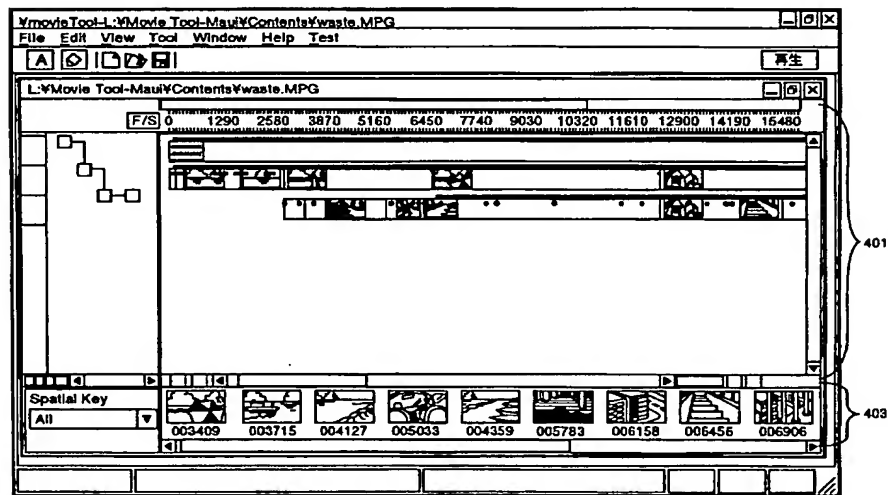 ¥movieTool-L:¥Movie Tool-Maui¥Contents¥waste.MPG
File Edit View Tool Window Help Test
A 再生
L:¥Movie Tool-Maui¥Contents¥waste.MPG
F/S 0 1290 2580 3870 5160 6450 7740 9030 10320 11610 12900 14190 15480
401
Spatial Key
All
003409 003715 004127 005033 004359 005783 006158 006456 006906
403